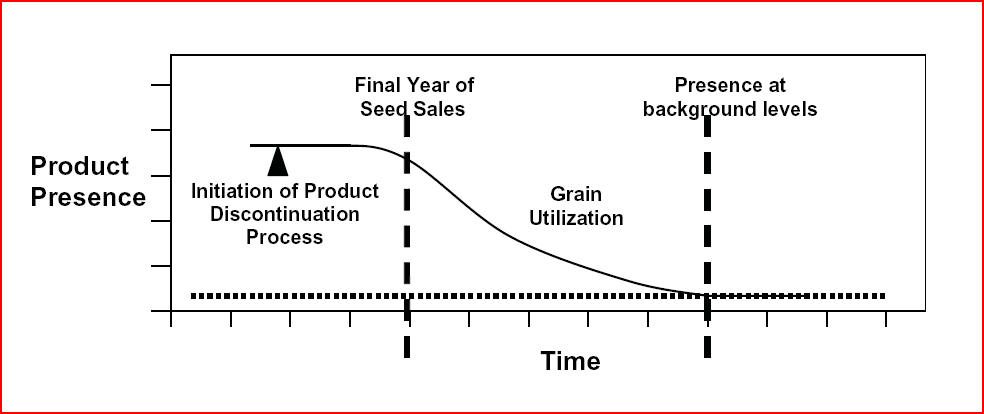 Final Year of
Seed Sales
Presence at
background levels
Product
Presence
Initiation of Product
Discontinuation
Process
Grain
Utilization
Time